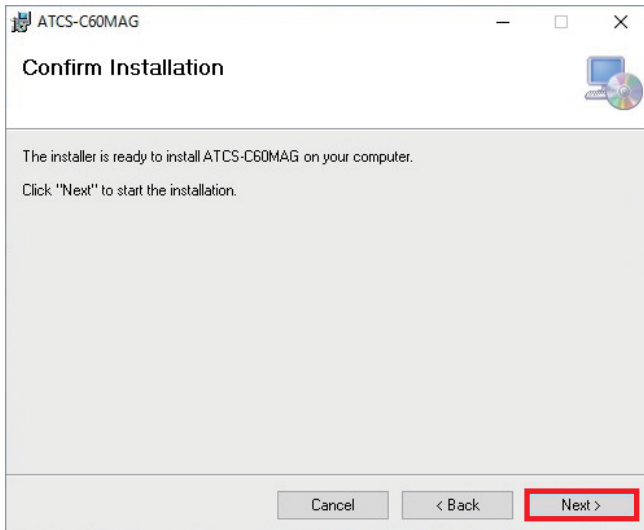 ATCS-C60MAG
Confirm Installation
The installer is ready to install ATCS-C60MAG on your computer.
Click "Next" to start the installation.
Cancel
< Back
Next >